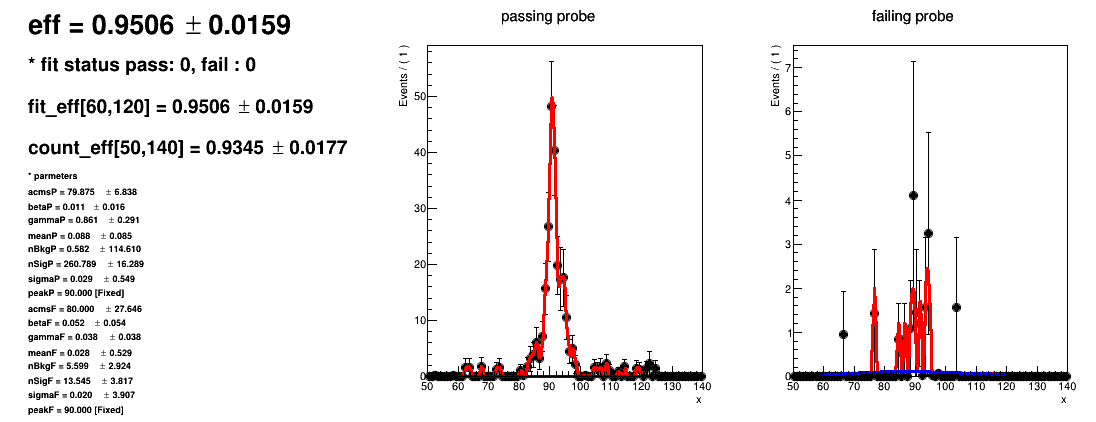 eff = 0.9506 ± 0.0159
* fit status pass: 0, fail : 0
fit_eff[60,120] = 0.9506 ± 0.0159
count_eff[50,140] = 0.9345 ± 0.0177
* parmeters
acmsP = 79.875 ± 6.838
betaP = 0.011 ± 0.016
gammaP = 0.861 ± 0.291
meanP = 0.088 ± 0.085
nBkgP = 0.582 ± 114.610
nSigP = 260.789 ± 16.289
sigmaP = 0.029 ± 0.549
peakP = 90.000 [Fixed]
acmsF = 80.000 ± 27.646
betaF = 0.052 ± 0.054
gammaF = 0.038 ± 0.038
meanF = 0.028 ± 0.529
nBkgF = 5.599 ± 2.924
nSigF = 13.545 ± 3.817
sigmaF = 0.020 ± 3.907
peakF = 90.000 [Fixed]
passing probe
Events / ( 1 )
50
40
30
20
10
0
50 60 70 80 90 100 110 120 130 140
x
failing probe
Events / ( 1 )
7
6
5
4
3
2
1
0
50 60 70 80 90 100 110 120 130 140
x